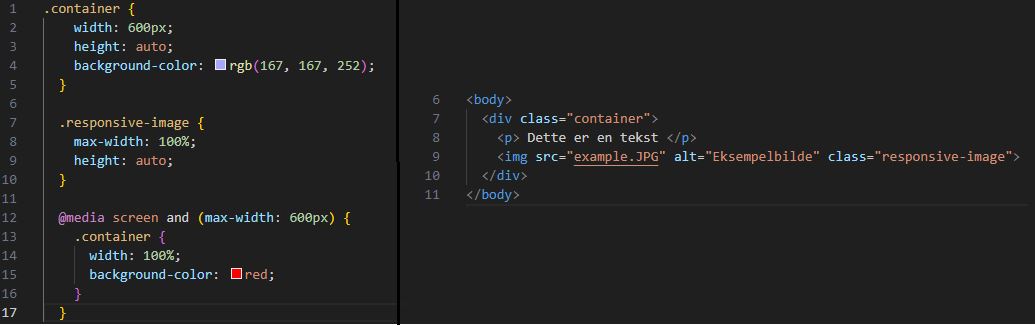 1 .container {
2 width: 600px;
3 height: auto;
4 background-color: rgb(167, 167, 252);
5 }
6
7 .responsive-image {
8 max-width: 100%;
9 height: auto;
10 }
11
12 @media screen and (max-width: 600px) {
13 .container {
14 width: 100%;
15 background-color: red;
16 }
17 }
6 <body>
7 <div class="container">
8 <p> Dette er en tekst </p>
9 <img src="example.JPG" alt="Eksempelbilde" class="responsive-image">
10 </div>
11 </body>